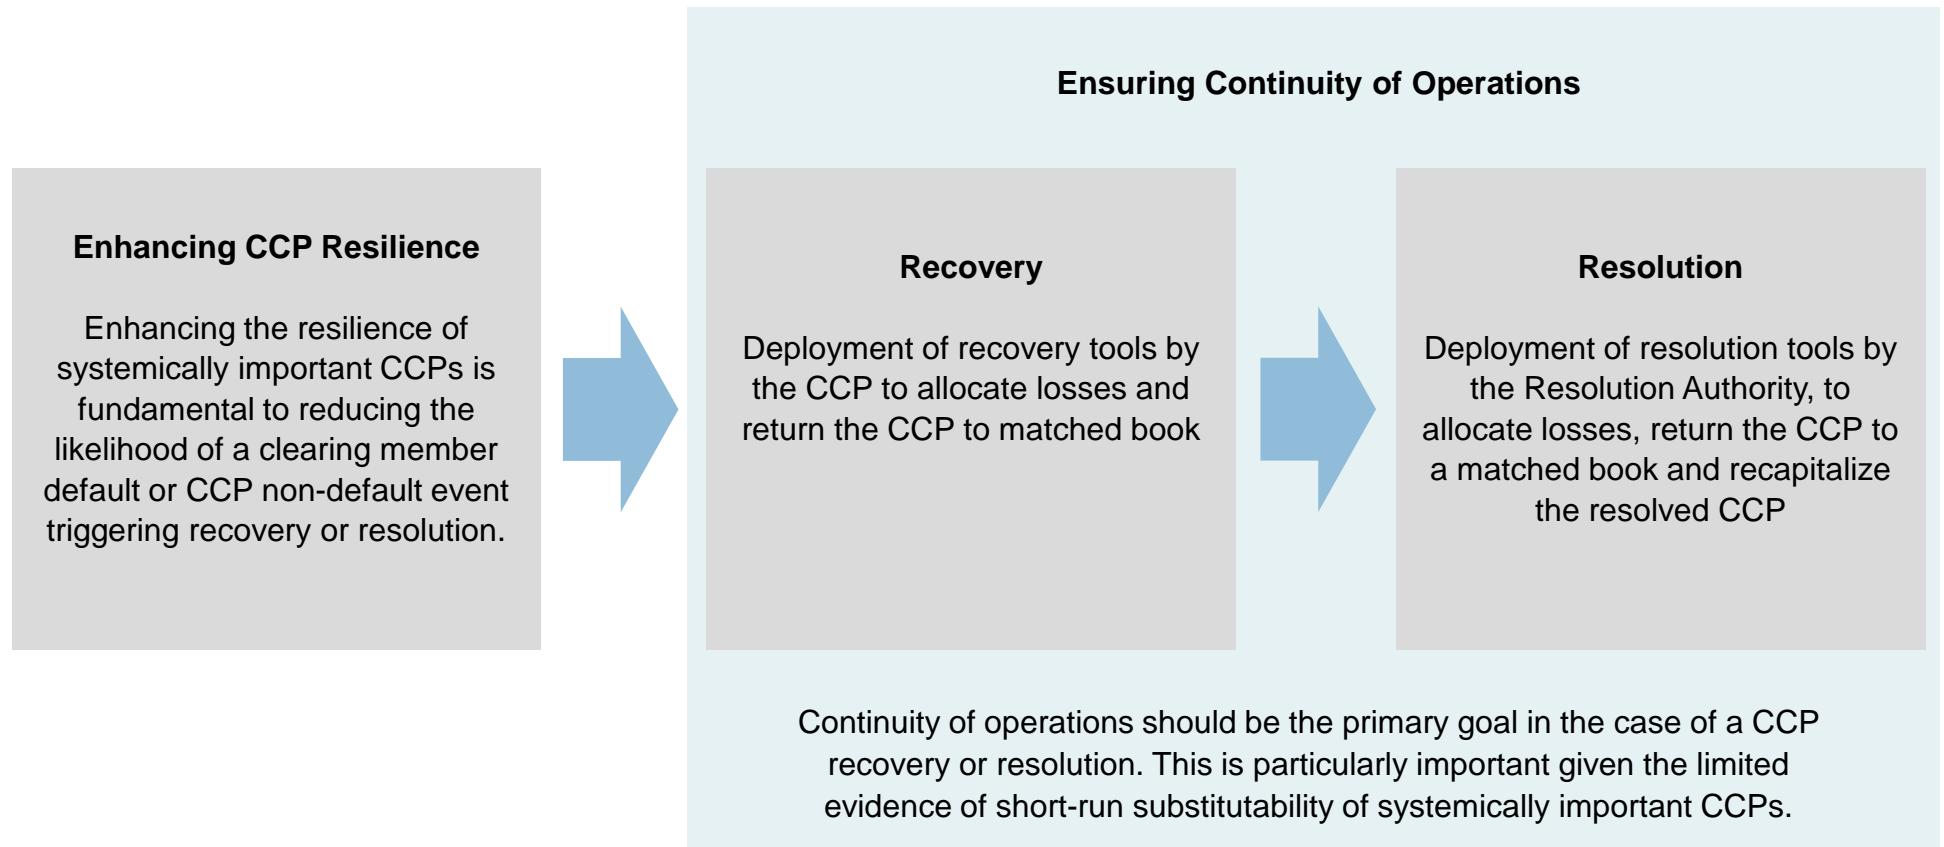 Ensuring Continuity of Operations
Enhancing CCP Resilience
Enhancing the resilience of
systemically important CCPs is
fundamental to reducing the
likelihood of a clearing member
default or CCP non-default event
triggering recovery or resolution.
Recovery
Deployment of recovery tools by
the CCP to allocate losses and
return the CCP to matched book
Resolution
Deployment of resolution tools by
the Resolution Authority, to
allocate losses, return the CCP to
a matched book and recapitalize
the resolved CCP
Continuity of operations should be the primary goal in the case of a CCP
recovery or resolution. This is particularly important given the limited
evidence of short-run substitutability of systemically important CCPs.